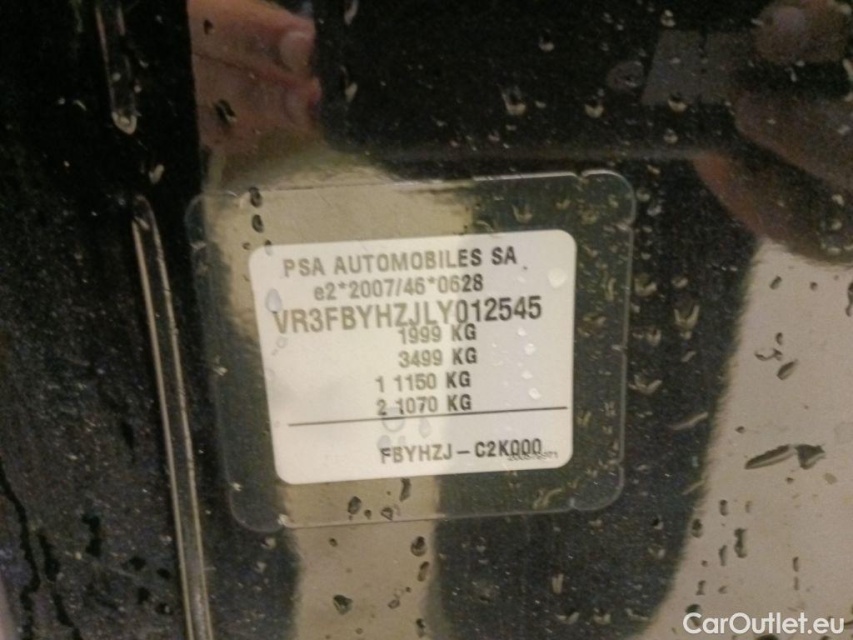 PSA AUTOMOBILES SA
e2*2007/46*0628
VR3FBYHZJLY012545
1999 KG
3499 KG
1 1150 KG
2 1070 KG
FBYHZJ-C2K000
CarOutlet.eu